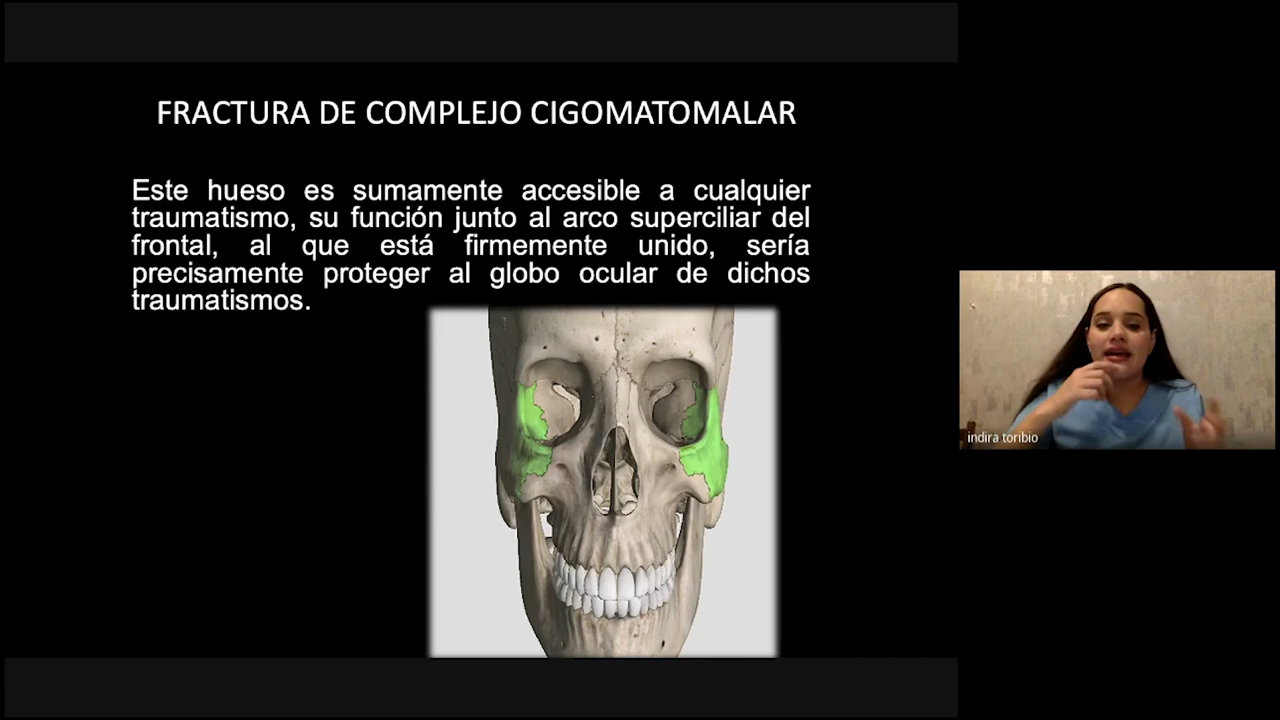 FRACTURA DE COMPLEJO CIGOMATOMALAR
Este hueso es sumamente accesible a cualquier
traumatismo, su función junto al arco superciliar del
frontal, al que está firmemente unido, sería
precisamente proteger al globo ocular de dichos
traumatismos.
indira toribio